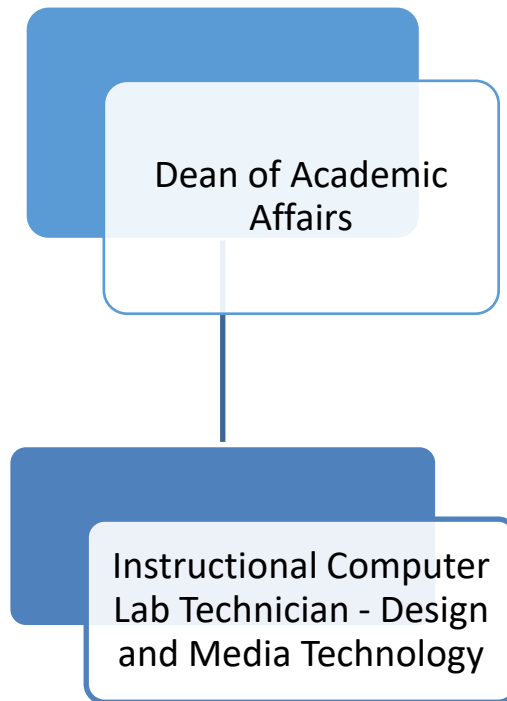 Dean of Academic
Affairs
Instructional Computer
Lab Technician - Design
and Media Technology